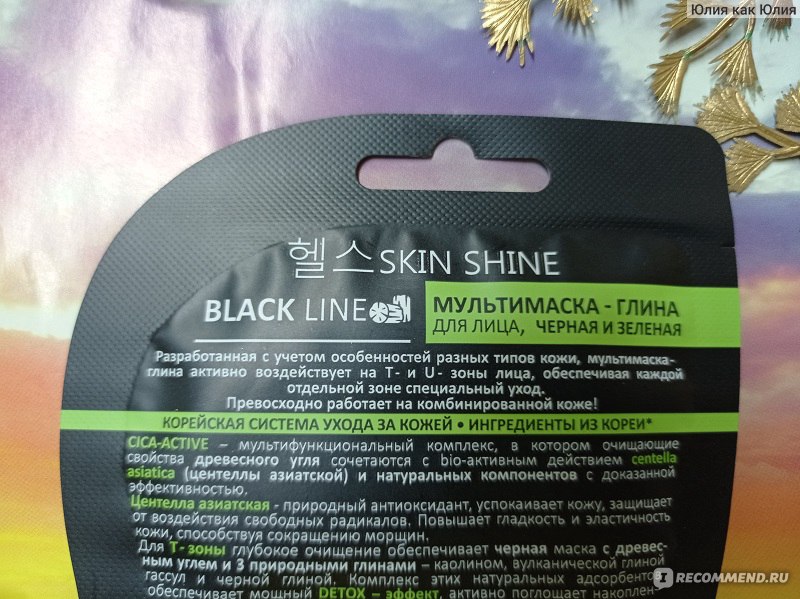 Юлия как Юлия
헬스 SKIN SHINE
BLACK LINE
МУЛЬТИМАСКА - ГЛИНА
ДЛЯ ЛИЦА, ЧЕРНАЯ И ЗЕЛЕНАЯ
Разработанная с учетом особенностей разных типов кожи, мультимаска-
глина активно воздействует на Т- и U- зоны лица, обеспечивая каждой
отдельной зоне специальный уход.
Превосходно работает на комбинированной коже!
КОРЕЙСКАЯ СИСТЕМА УХОДА ЗА КОЖЕЙ • ИНГРЕДИЕНТЫ ИЗ КОРЕИ*
CICA-ACTIVE – мультифункциональный комплекс, в котором очищающие
свойства древесного угля сочетаются с bio-активным действием centella
asiatica (центеллы азиатской) и натуральных компонентов с доказанной
эффективностью.
Центелла азиатская - природный антиоксидант, успокаивает кожу, защищает
от воздействия свободных радикалов. Повышает гладкость и эластичность
кожи, способствуя сокращению морщин.
Для Т- зоны глубокое очищение обеспечивает черная маска с древес-
ным углем и 3 природными глинами – каолином, вулканической глиной
гассул и черной глиной. Комплекс этих натуральных адсорбентов
обеспечивает мощный DETOX – эффект, активно поглощает накоплен-
IRECOMMEND.RU